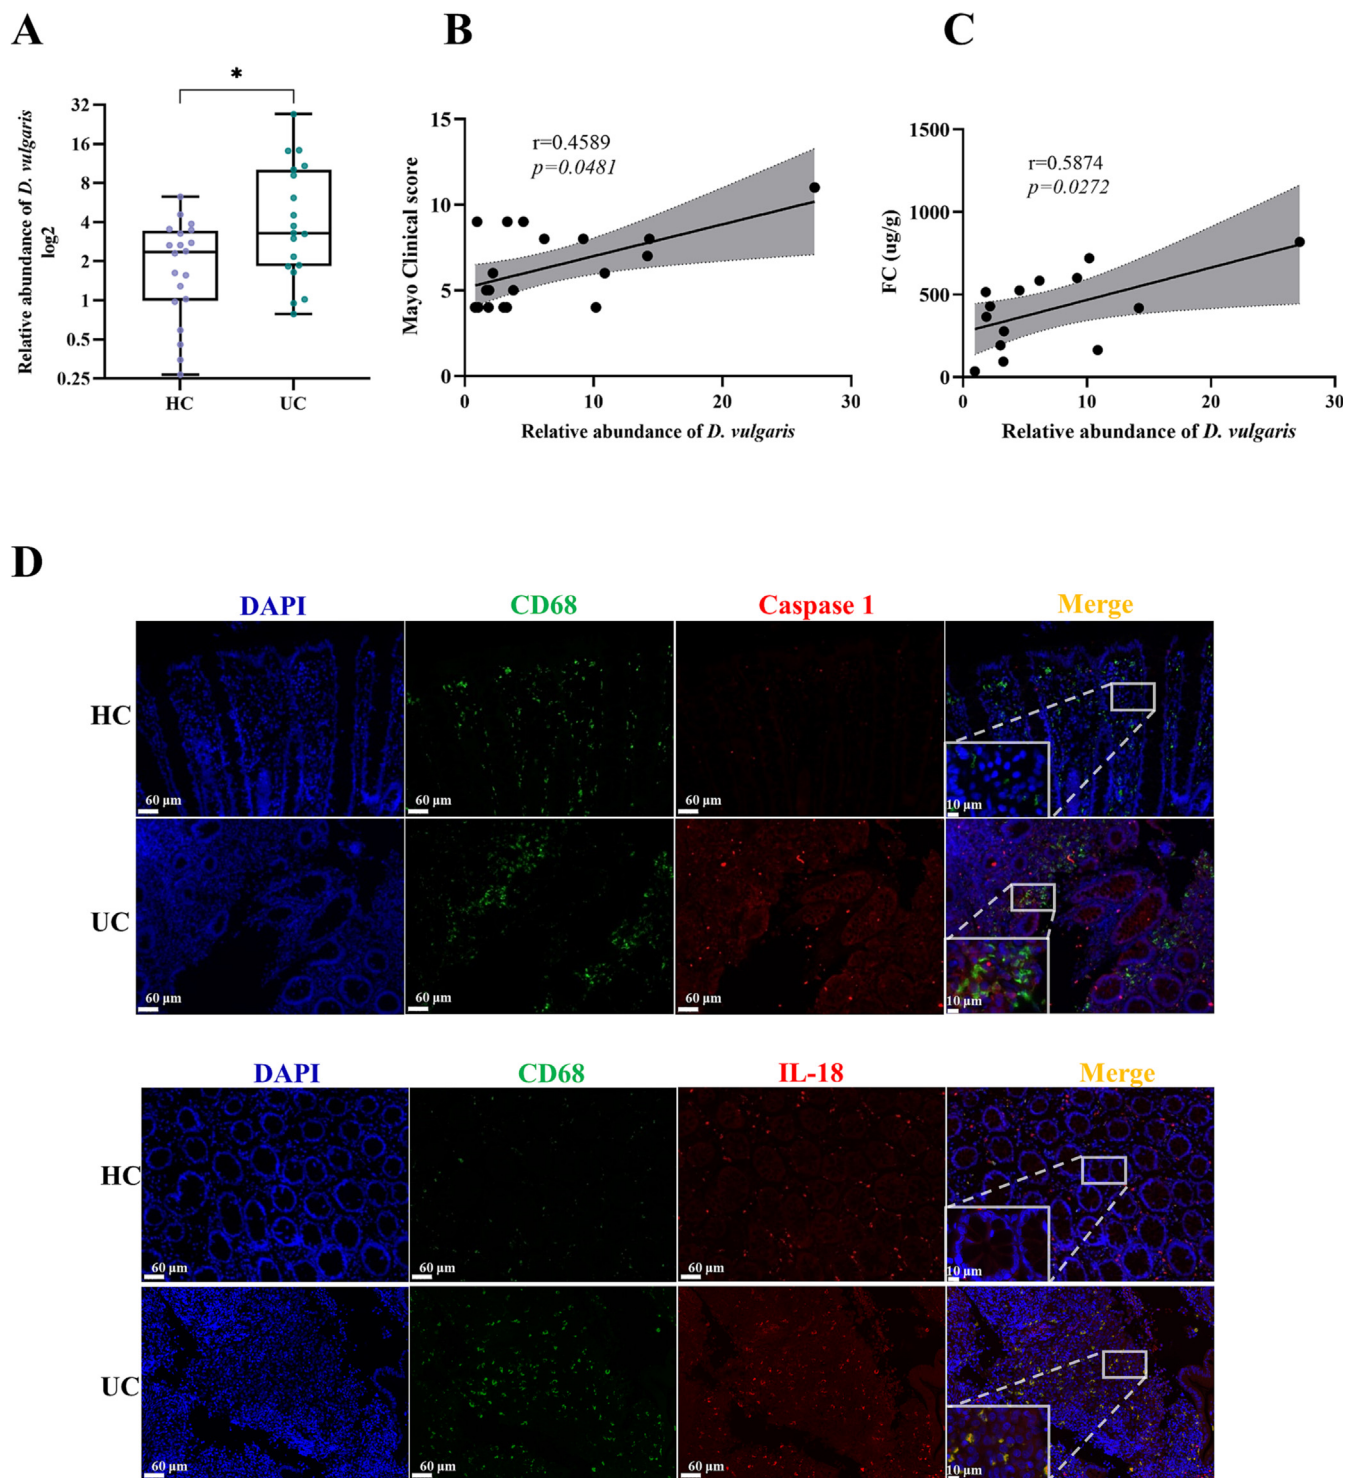 A
B
C
*
Relative abundance of D. vulgaris
log2
32
16
8
4
2
1
0.5
0.25
HC
UC
Mayo Clinical score
15
10
5
0
r=0.4589
p=0.0481
0
10
20
30
Relative abundance of D. vulgaris
FC (ug/g)
1500
1000
500
0
r=0.5874
p=0.0272
0
10
20
30
Relative abundance of D. vulgaris
D
DAPI
CD68
Caspase 1
Merge
HC
60 µm
60 µm
60 µm
10 µm
UC
60 µm
60 µm
60 µm
10 µm
DAPI
CD68
IL-18
Merge
HC
60 µm
60 µm
60 µm
10 µm
UC
60 µm
60 µm
60 µm
10 µm